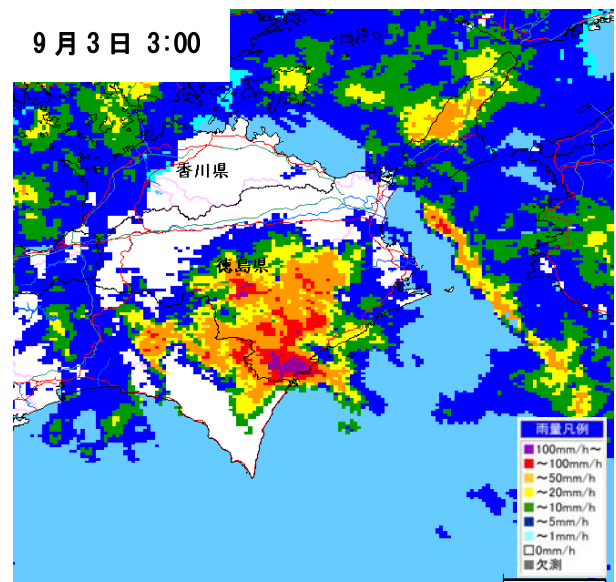 9月3日 3:00
香川県
徳島県
雨量凡例
100mm/h～
～100mm/h
～50mm/h
～20mm/h
～10mm/h
～5mm/h
～1mm/h
0mm/h
欠測